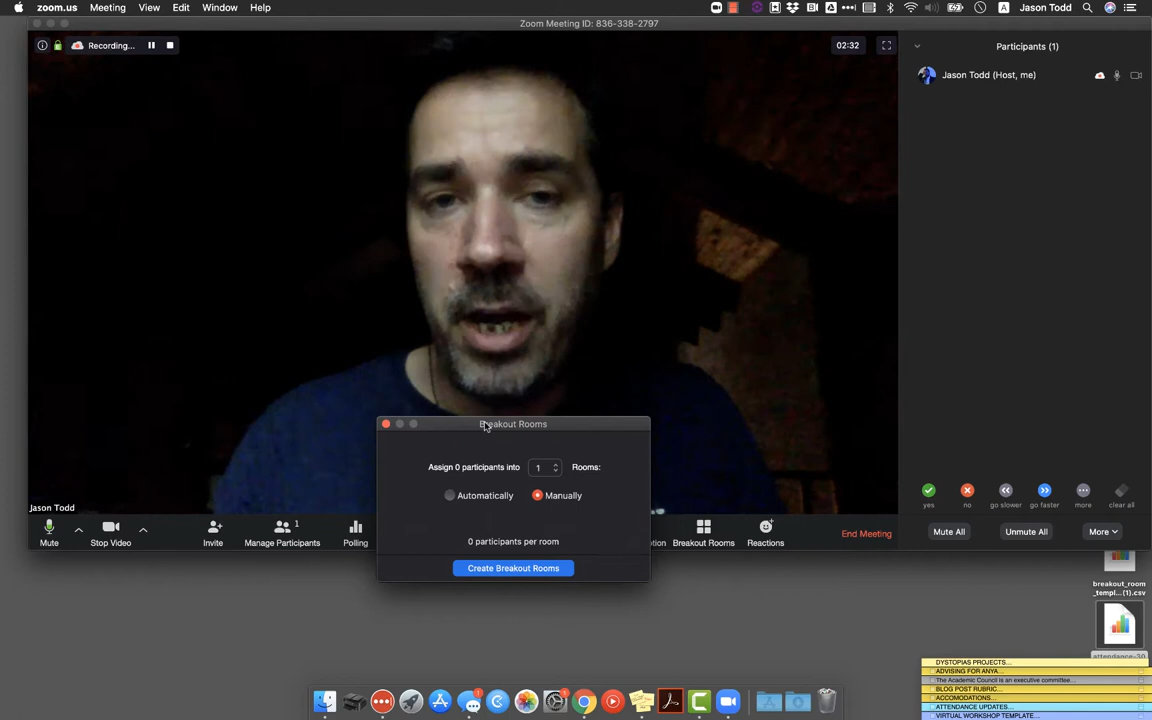 zoom.us Meeting View Edit Window Help
Jason Todd
Zoom Meeting ID: 836-338-2797
Recording...
02:32
Participants (1)
Jason Todd (Host, me)
Breakout Rooms
Assign 0 participants into 1 Rooms:
Automatically Manually
0 participants per room
Create Breakout Rooms
yes no go slower go faster more clear all
Jason Todd
Mute Stop Video Invite Manage Participants 1 Polling Breakout Rooms Reactions End Meeting
Mute All Unmute All More
breakout_room
_templ...(1).csv
DYSTOPIAS PROJECTS...
ADVISING FOR ANYA...
The Academic Council is an executive committee...
BLOG POST RUBRIC...
ACCOMODATIONS...
ATTENDANCE UPDATES...
VIRTUAL WORKSHOP TEMPLATE...